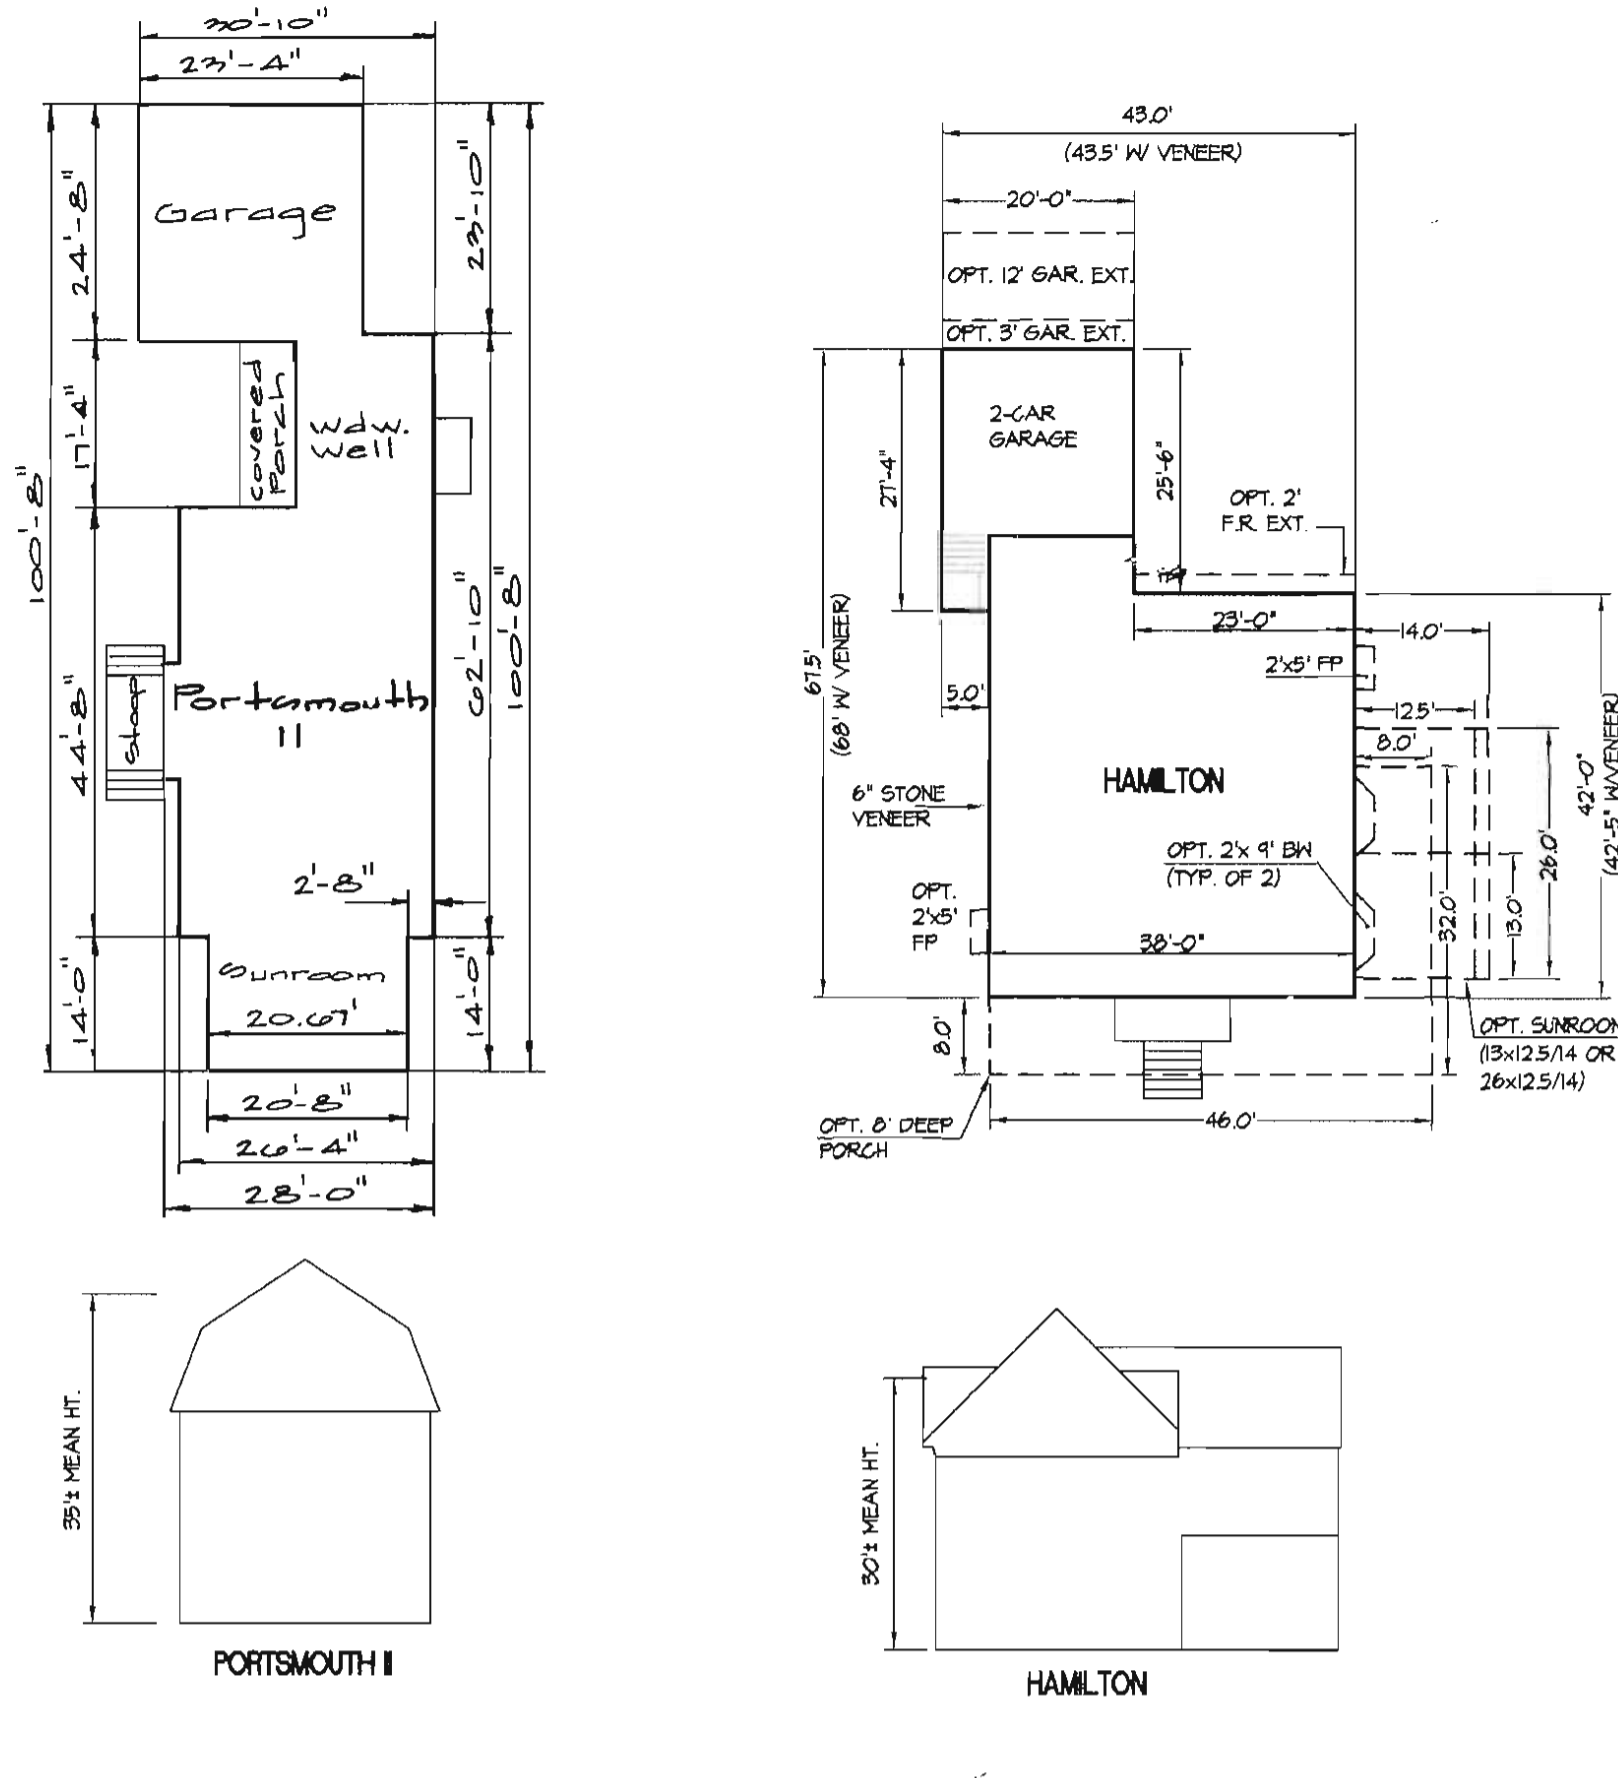 30'-10"
23'-4"
Garage
24'-8"
23'-10"
17'-4"
Covered
Porch
Wdw.
Well
100'-8"
62'-10"
100'-8"
44'-8"
Stoop
Portsmouth
II
2'-8"
14'-0"
Sunroom
14'-0"
20.67'
20'-8"
26'-4"
28'-0"
35'± MEAN HT.
PORTSMOUTH II
43.0'
(43.5' W/ VENEER)
20'-0"
OPT. 12' GAR. EXT.
OPT. 3' GAR. EXT.
2-CAR
GARAGE
27'-4"
25'-6"
OPT. 2'
F.R. EXT.
67.5'
(68' W/ VENEER)
23'-0"
14.0'
2'x5' FP
5.0'
12.5'
8.0'
HAMILTON
6" STONE
VENEER
42'-0"
(42'-5" W/VENEER)
26.0'
OPT. 2'x 9' BW
(TYP. OF 2)
OPT.
2'x5'
FP
32.0'
13.0'
38'-0"
8.0'
OPT. SUNROOM
(13x12.5/14 OR
26x12.5/14)
46.0'
OPT. 8' DEEP
PORCH
30'± MEAN HT.
HAMILTON